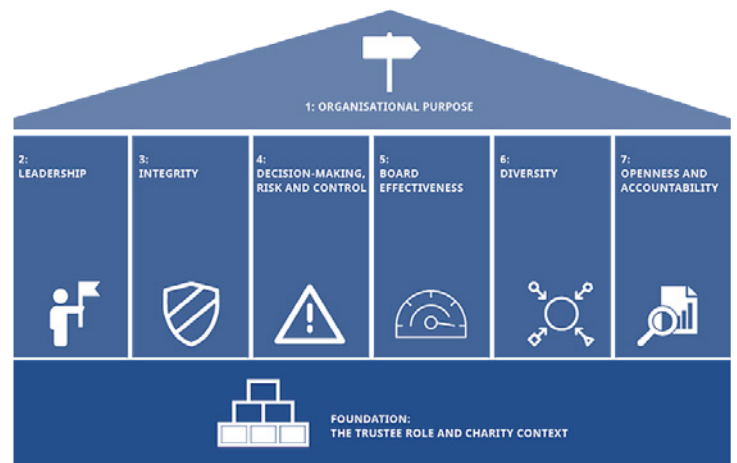 1: ORGANISATIONAL PURPOSE
2:
LEADERSHIP
3:
INTEGRITY
4:
DECISION-MAKING,
RISK AND CONTROL
5:
BOARD
EFFECTIVENESS
6:
DIVERSITY
7:
OPENNESS AND
ACCOUNTABILITY
FOUNDATION:
THE TRUSTEE ROLE AND CHARITY CONTEXT